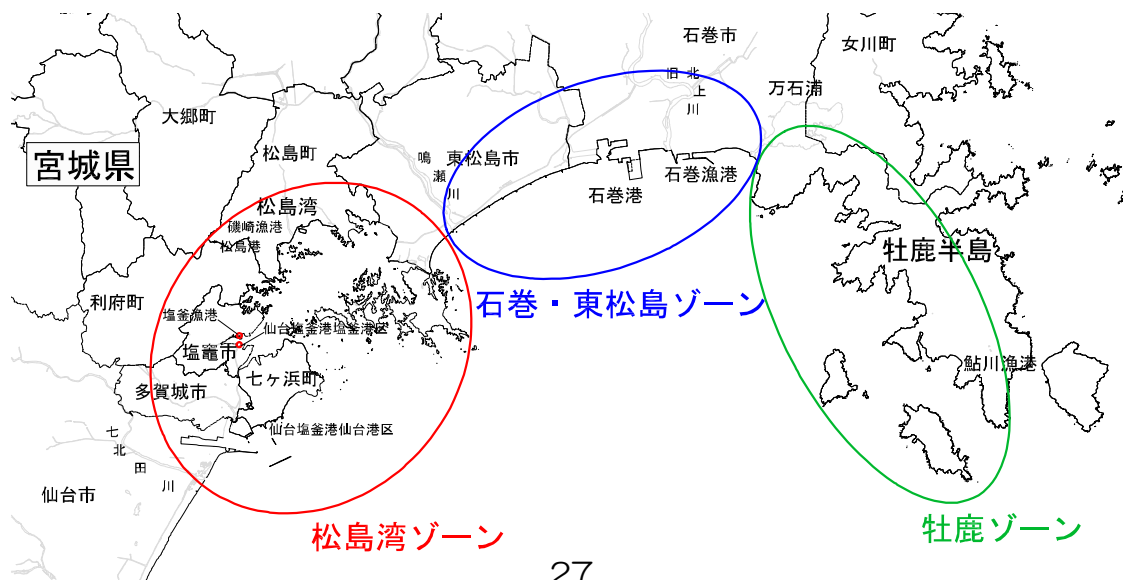 石巻市
女川町
旧北上川
万石浦
大郷町
宮城県
松島町
鳴瀬川
東松島市
石巻港
石巻漁港
松島湾
磯崎漁港
松島港
牡鹿半島
利府町
石巻・東松島ゾーン
塩釜漁港
仙台塩釜港塩釜港区
塩竈市
七ヶ浜町
鮎川漁港
多賀城市
仙台塩釜港仙台港区
七北田川
仙台市
松島湾ゾーン
牡鹿ゾーン
27